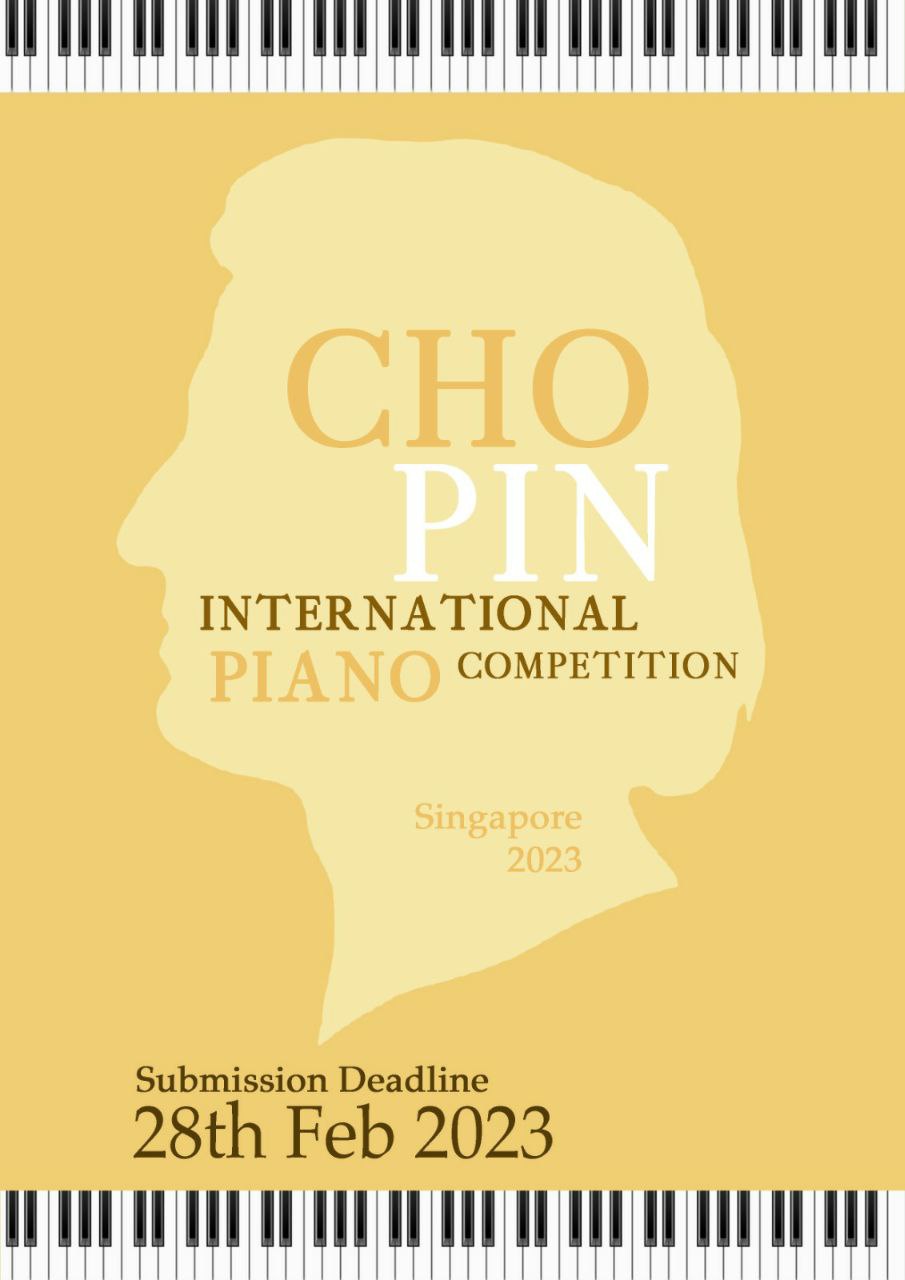 CHO
PIN
INTERNATIONAL
PIANO COMPETITION
Singapore
2023
Submission Deadline
28th Feb 2023